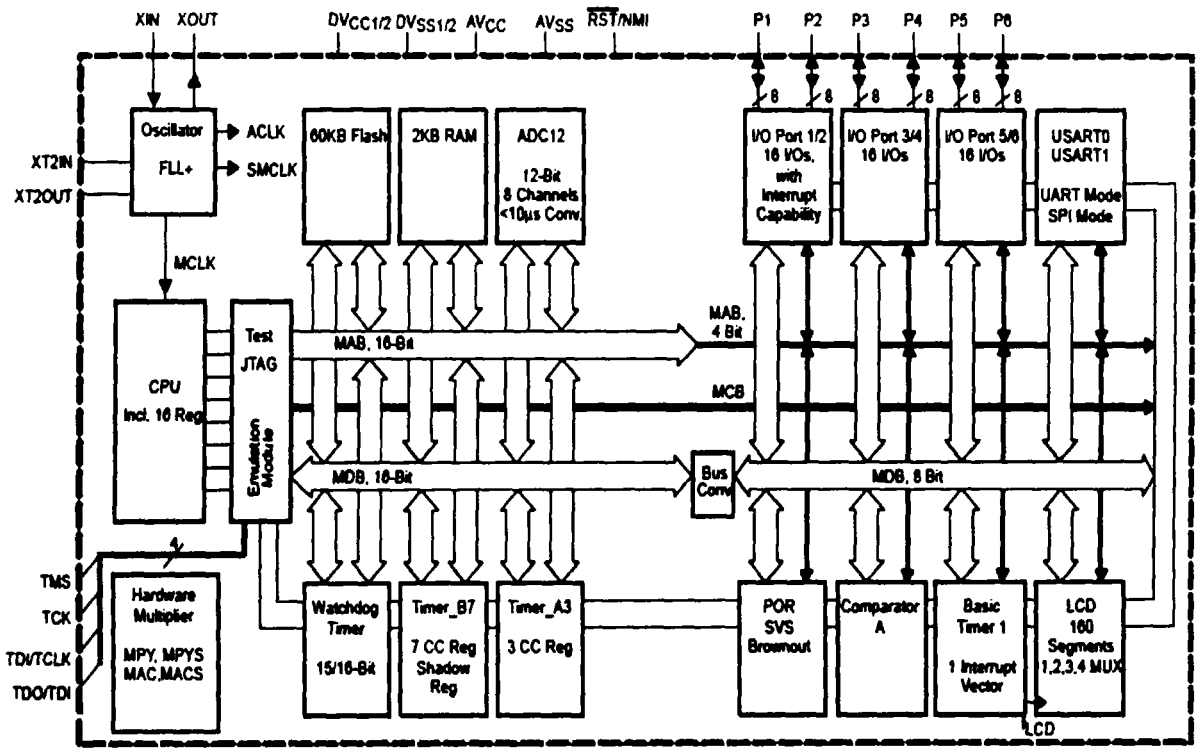 XIN XOUT DVCC1/2 DVSS1/2 AVCC AVSS RST/NMI P1 P2 P3 P4 P5 P6
8 8 8 8 8 8
Oscillator
FLL+
ACLK
SMCLK
XT2IN
XT2OUT
MCLK
60KB Flash
2KB RAM
ADC12
12-Bit
8 Channels
<10µs Conv.
I/O Port 1/2
16 I/Os,
with
Interrupt
Capability
I/O Port 3/4
16 I/Os
I/O Port 5/6
16 I/Os
USART0
USART1
UART Mode
SPI Mode
CPU
Incl. 16 Reg
Test
JTAG
Emulation
Module
MAB, 16-Bit
MAB,
4 Bit
MCB
MDB, 16-Bit
Bus
Conv
MDB, 8 Bit
4
TMS
TCK
TDI/TCLK
TDO/TDI
Hardware
Multiplier
MPY, MPYS
MAC,MACS
Watchdog
Timer
15/16-Bit
Timer_B7
7 CC Reg
Shadow
Reg
Timer_A3
3 CC Reg
POR
SVS
Brownout
Comparator
A
Basic
Timer 1
1 Interrupt
Vector
LCD
160
Segments
1,2,3,4 MUX
fLCD